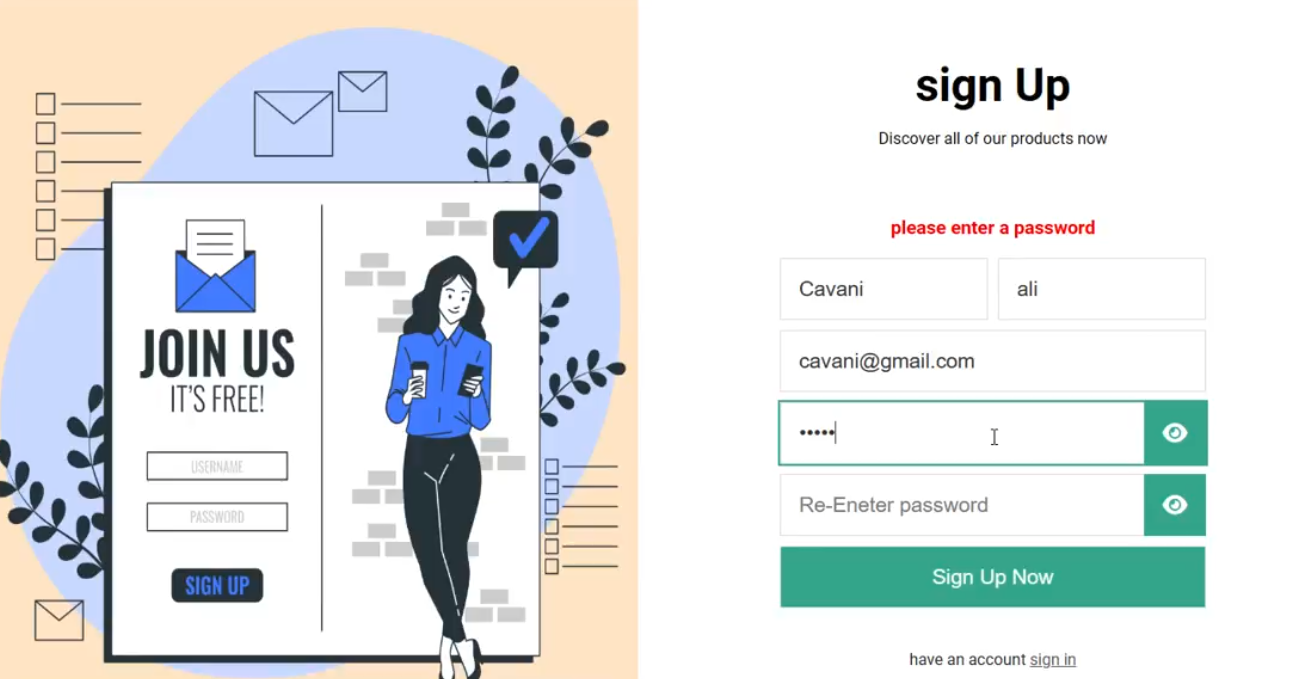 JOIN US
IT'S FREE!
USERNAME
PASSWORD
SIGN UP
sign Up
Discover all of our products now
please enter a password
Cavani ali
cavani@gmail.com
•••••
Re-Eneter password
Sign Up Now
have an account sign in